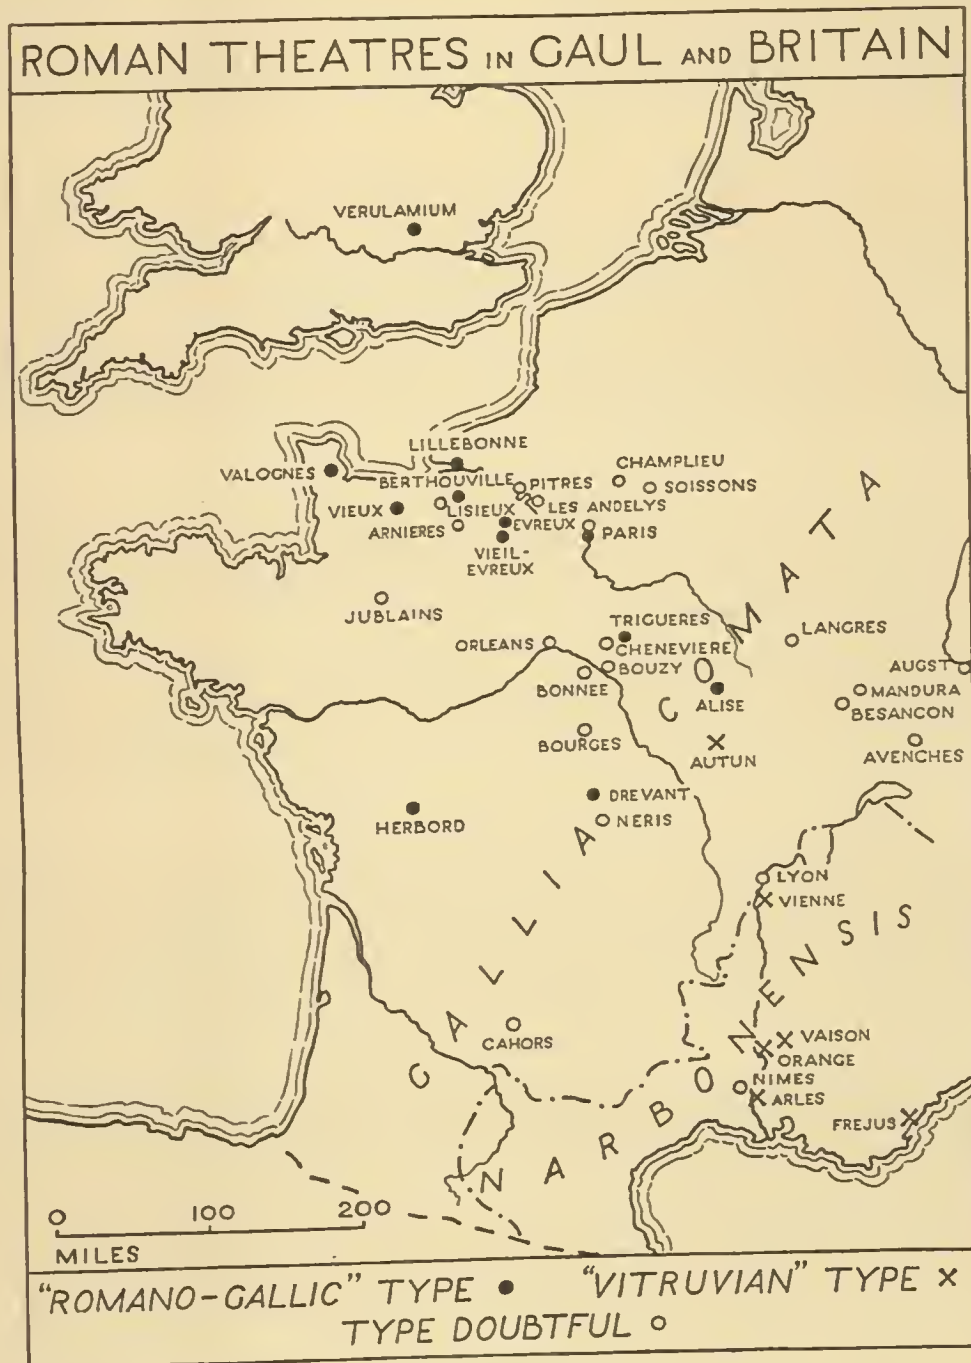 ROMAN THEATRES IN GAUL AND BRITAIN
VERULAMIUM
LILLEBONNE
VALOGNES
BERTHOUVILLE
PITRES
CHAMPLIEU
SOISSONS
VIEUX
LISIEUX
LES ANDELYS
ARNIERES
EVREUX
PARIS
VIEIL-
EVREUX
JUBLAINS
TRIGUERES
ORLEANS
CHENEVIERE
BOUZY
LANGRES
BONNEE
ALISE
AUGST
MANDURA
BESANCON
BOURGES
AUTUN
AVENCHES
HERBORD
DREVANT
NERIS
LYON
VIENNE
GALLIA COMATA
CAHORS
VAISON
ORANGE
NIMES
ARLES
FREJUS
NARBONENSIS
0 100 200
MILES
"ROMANO-GALLIC" TYPE ● "VITRUVIAN" TYPE ×
TYPE DOUBTFUL ○